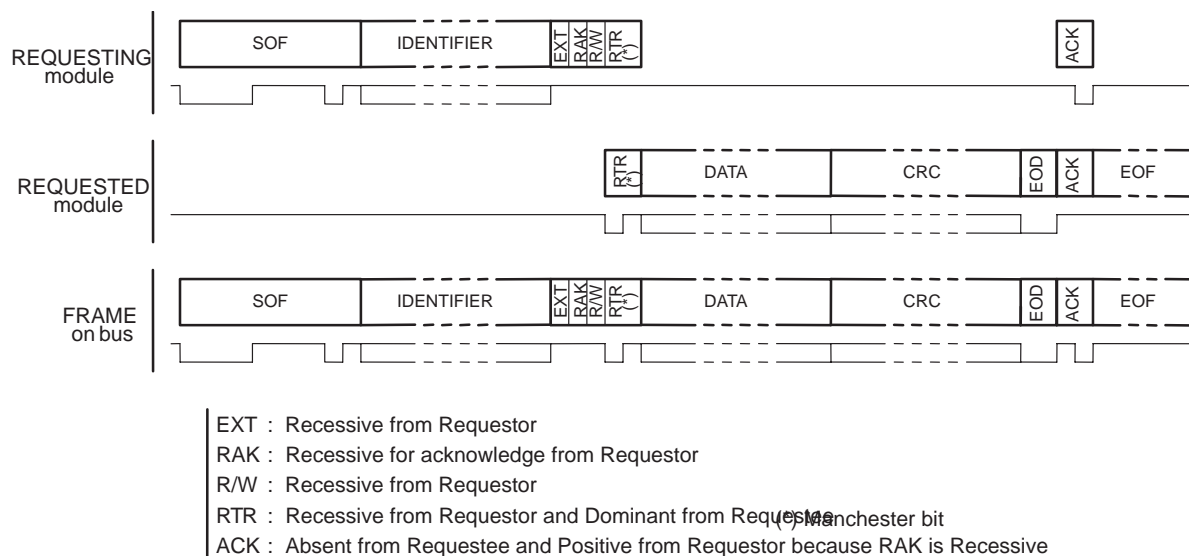 REQUESTING
module
SOF
IDENTIFIER
EXT
RAK
R/W
RTR
(*)
ACK
REQUESTED
module
RTR
(*)
DATA
CRC
EOD
ACK
EOF
FRAME
on bus
SOF
IDENTIFIER
EXT
RAK
R/W
RTR
(*)
DATA
CRC
EOD
ACK
EOF
EXT : Recessive from Requestor
RAK : Recessive for acknowledge from Requestor
R/W : Recessive from Requestor
RTR : Recessive from Requestor and Dominant from Requestee
(*) Manchester bit
ACK : Absent from Requestee and Positive from Requestor because RAK is Recessive